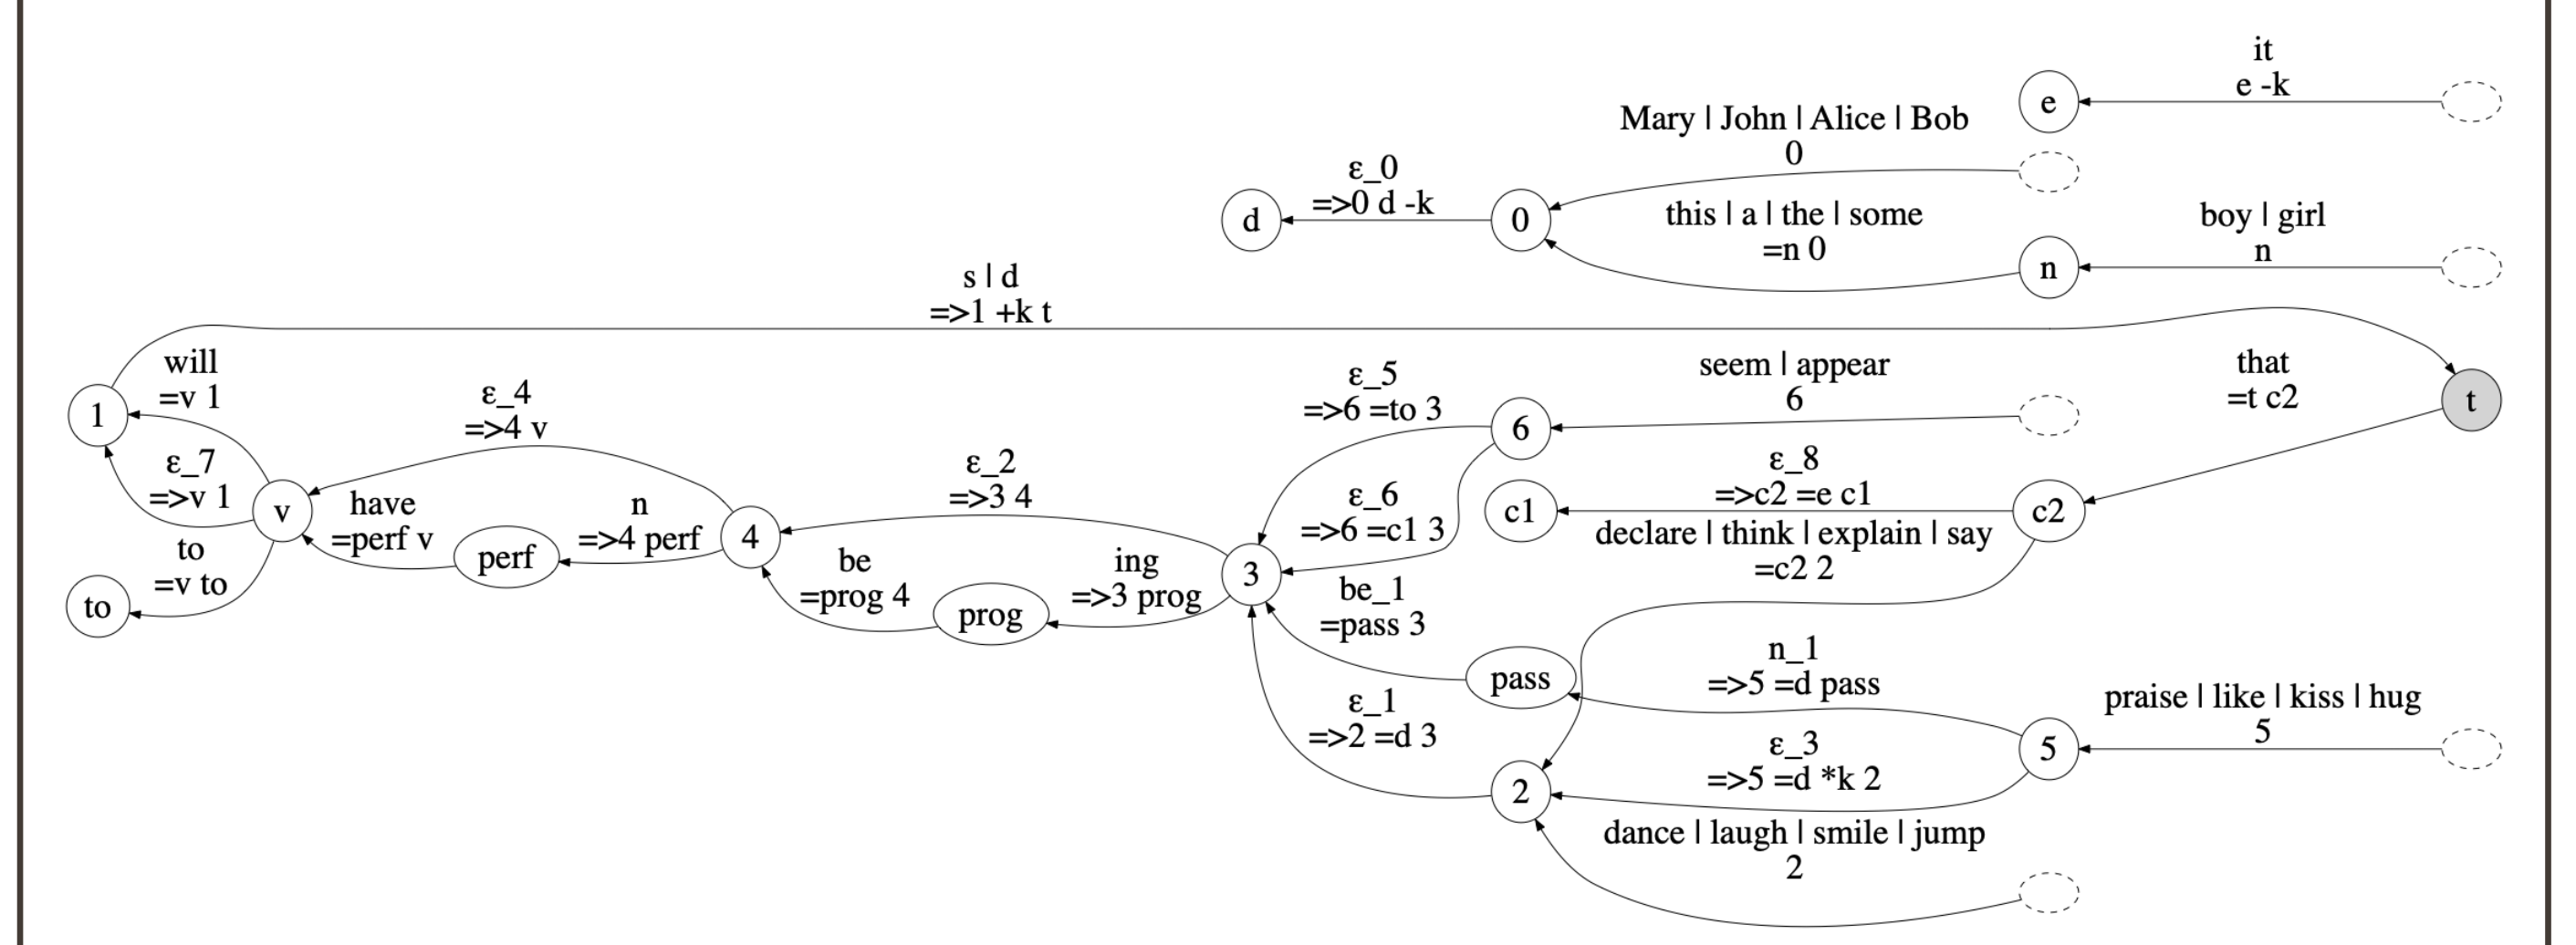 it
e -k
e
Mary | John | Alice | Bob
0
ε_0
=>0 d -k
d
0
this | a | the | some
=n 0
boy | girl
n
n
s | d
=>1 +k t
will
=v 1
1
ε_4
=>4 v
ε_5
=>6 =to 3
seem | appear
6
6
that
=t c2
t
ε_7
=>v 1
v
have
=perf v
n
=>4 perf
perf
ε_2
=>3 4
4
ε_6
=>6 =c1 3
c1
ε_8
=>c2 =e c1
c2
declare | think | explain | say
=c2 2
to
=v to
to
be
=prog 4
prog
ing
=>3 prog
3
be_1
=pass 3
pass
n_1
=>5 =d pass
praise | like | kiss | hug
5
5
ε_1
=>2 =d 3
ε_3
=>5 =d *k 2
2
dance | laugh | smile | jump
2